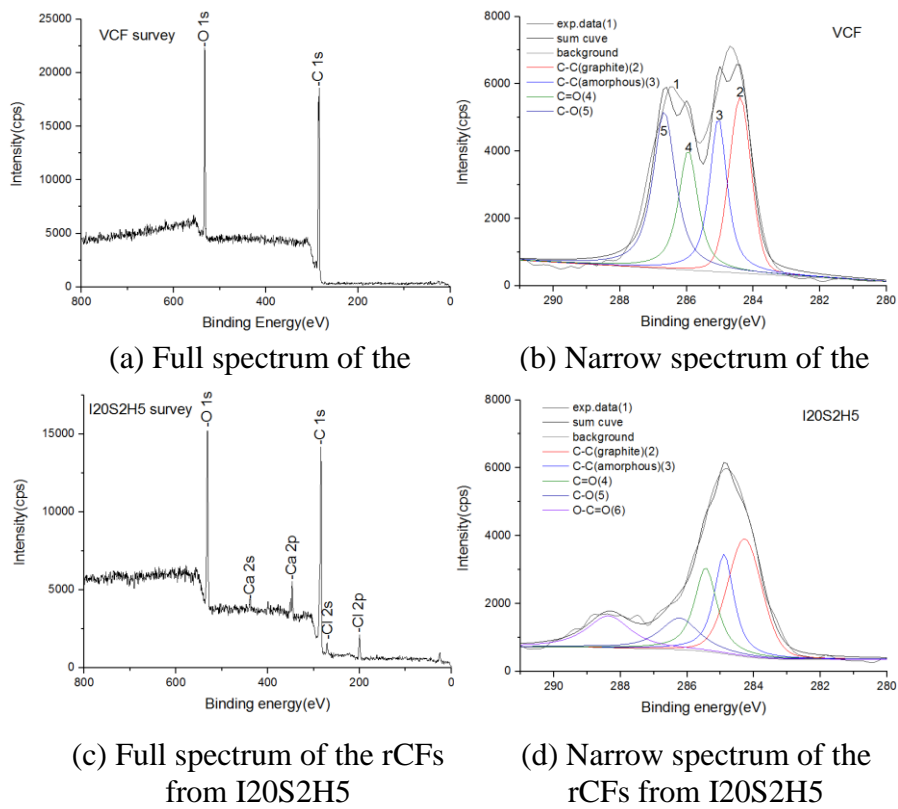 VCF survey
O 1s
C 1s
25000
20000
15000
10000
5000
0
Intensity(cps)
800 600 400 200 0
Binding Energy(eV)
(a) Full spectrum of the
exp.data(1)
sum cuve
background
C-C(graphite)(2)
C-C(amorphous)(3)
C=O(4)
C-O(5)
VCF
1
2
3
4
5
8000
6000
4000
2000
0
Intensity(cps)
290 288 286 284 282 280
Binding energy(eV)
(b) Narrow spectrum of the
I20S2H5 survey
O 1s
Ca 2s
Ca 2p
C 1s
Cl 2s
Cl 2p
15000
10000
5000
0
Intensity(cps)
800 600 400 200 0
Binding Energy(eV)
(c) Full spectrum of the rCFs
from I20S2H5
exp.data(1)
sum cuve
background
C-C(graphite)(2)
C-C(amorphous)(3)
C=O(4)
C-O(5)
O-C=O(6)
I20S2H5
8000
6000
4000
2000
0
Intensity(cps)
290 288 286 284 282 280
Binding energy(eV)
(d) Narrow spectrum of the
rCFs from I20S2H5